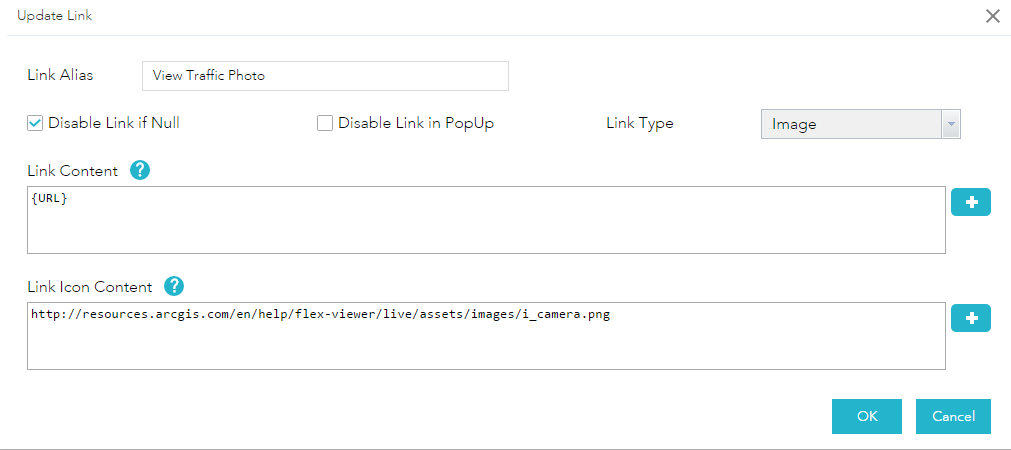 Update Link
Link Alias View Traffic Photo
Disable Link if Null Disable Link in PopUp Link Type Image
Link Content ?
{URL}
Link Icon Content ?
http://resources.arcgis.com/en/help/flex-viewer/live/assets/images/i_camera.png
OK Cancel